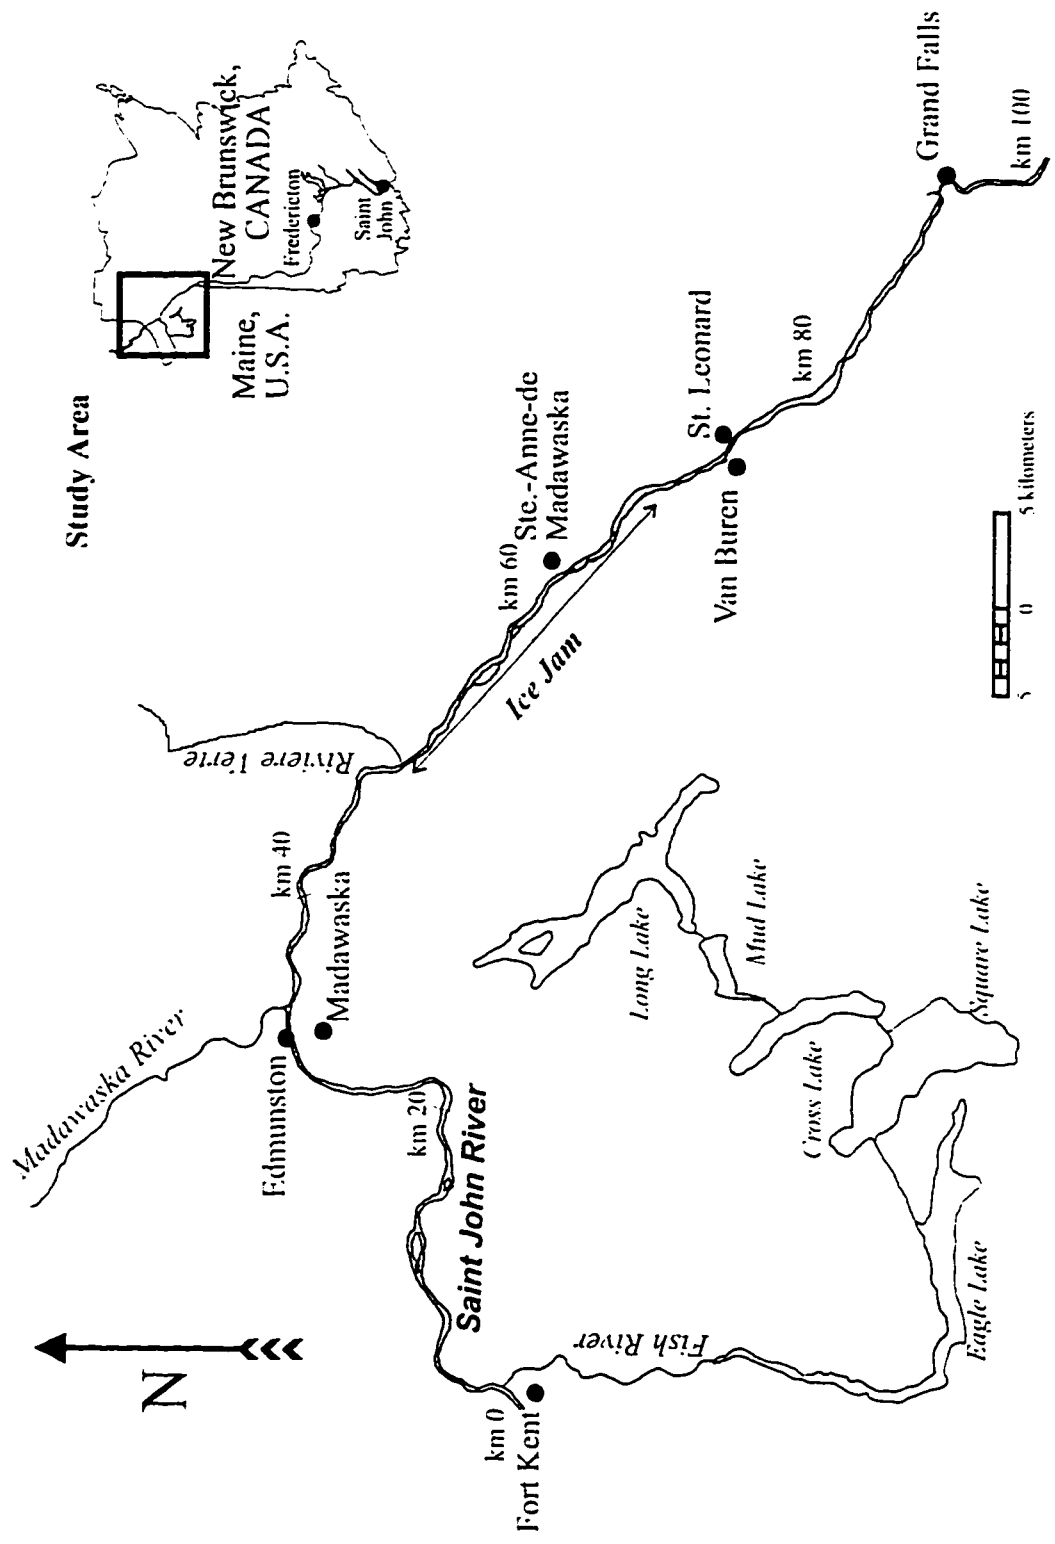 Study Area
New Brunswick,
CANADA
Fredericton
Saint
John
Maine,
U.S.A.
N
Madawaska River
Edmunston
Madawaska
km 40
Riviere Verte
km 20
Saint John River
km 0
Fort Kent
Fish River
Eagle Lake
Square Lake
Cross Lake
Mud Lake
Long Lake
Ice Jam
km 60
Ste.-Anne-de
Madawaska
St. Leonard
Van Buren
km 80
Grand Falls
km 100
5 0 5 kilometers